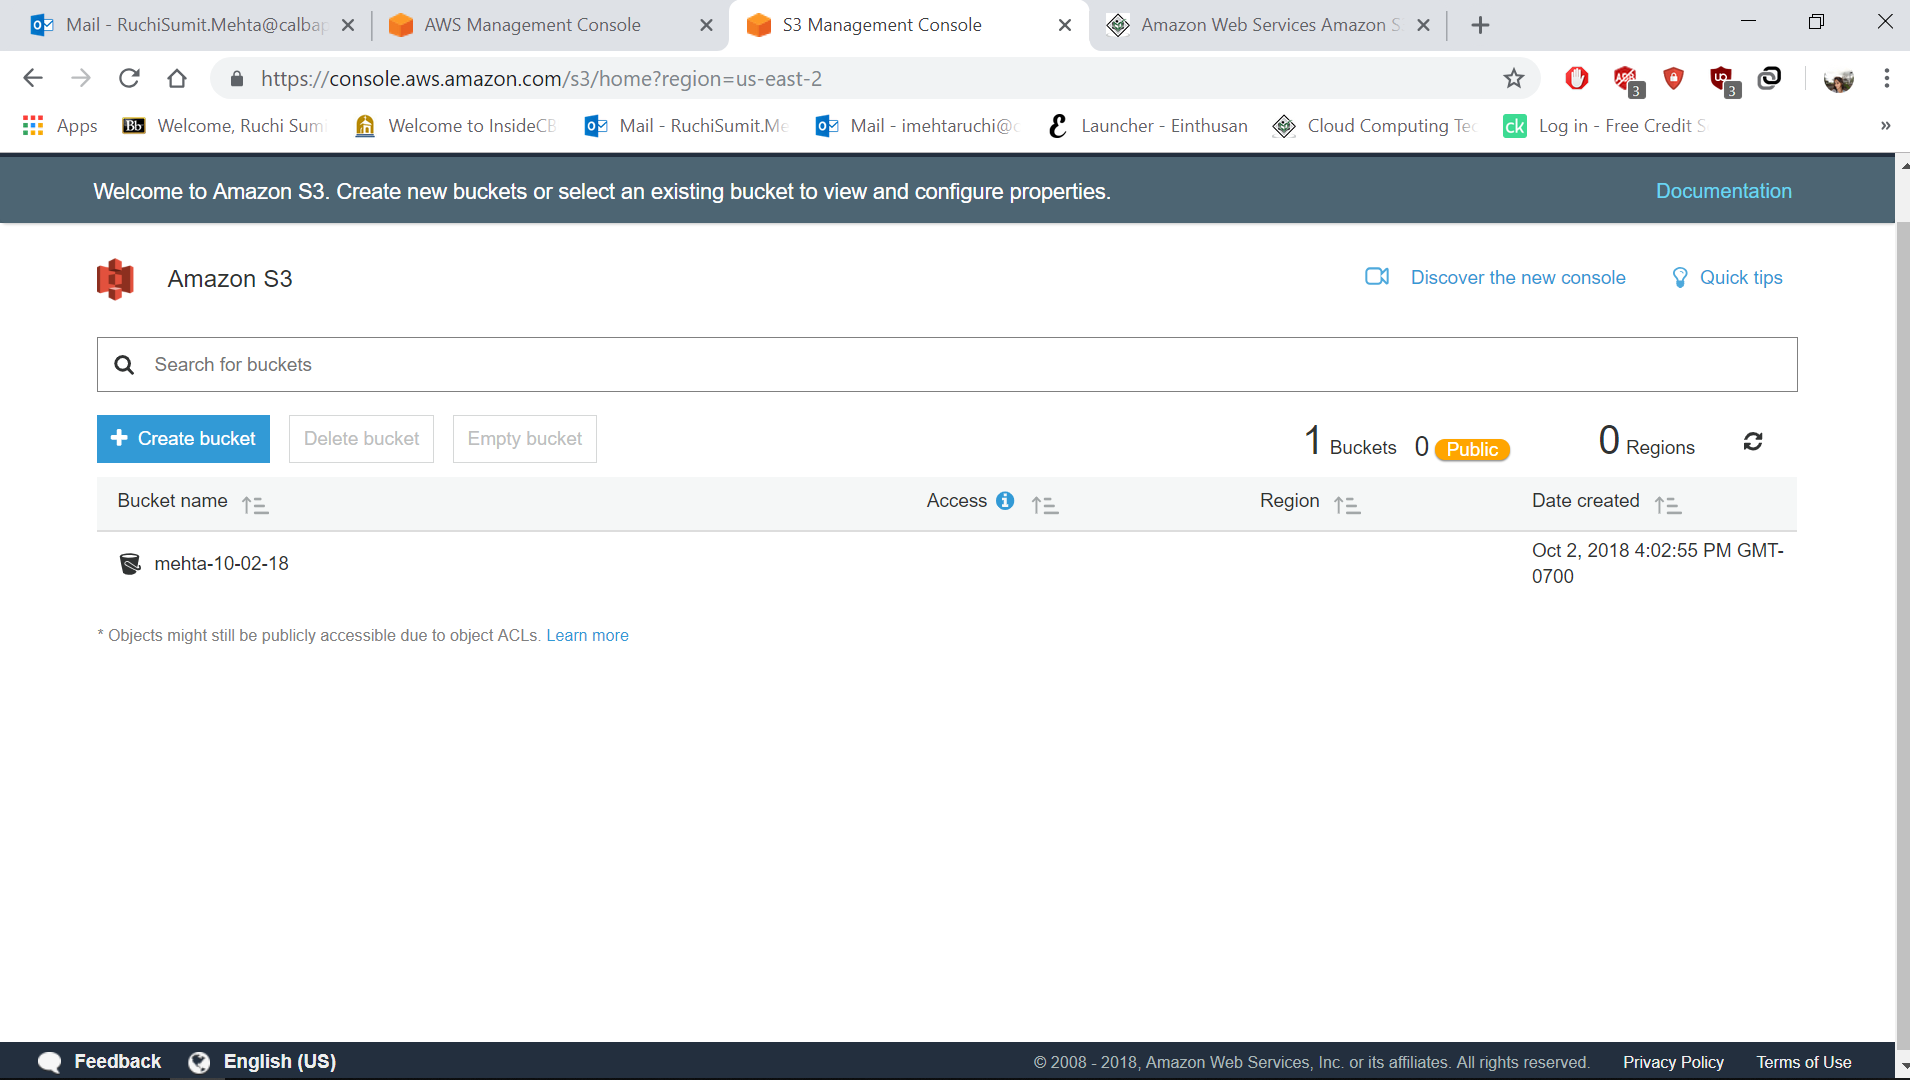 Mail - RuchiSumit.Mehta@calbap
AWS Management Console
S3 Management Console
Amazon Web Services Amazon S
https://console.aws.amazon.com/s3/home?region=us-east-2
3
3
Apps
Bb Welcome, Ruchi Sum
Welcome to InsideCB
Mail - RuchiSumit.Me
Mail - imehtaruchi@
Launcher - Einthusan
Cloud Computing Tec
ck Log in - Free Credit S
Welcome to Amazon S3. Create new buckets or select an existing bucket to view and configure properties.
Documentation
Amazon S3
Discover the new console
Quick tips
Search for buckets
Create bucket
Delete bucket
Empty bucket
1 Buckets
0 Public
0 Regions
Bucket name
Access
Region
Date created
mehta-10-02-18
Oct 2, 2018 4:02:55 PM GMT-
0700
* Objects might still be publicly accessible due to object ACLs. Learn more
Feedback
English (US)
© 2008 - 2018, Amazon Web Services, Inc. or its affiliates. All rights reserved.
Privacy Policy
Terms of Use